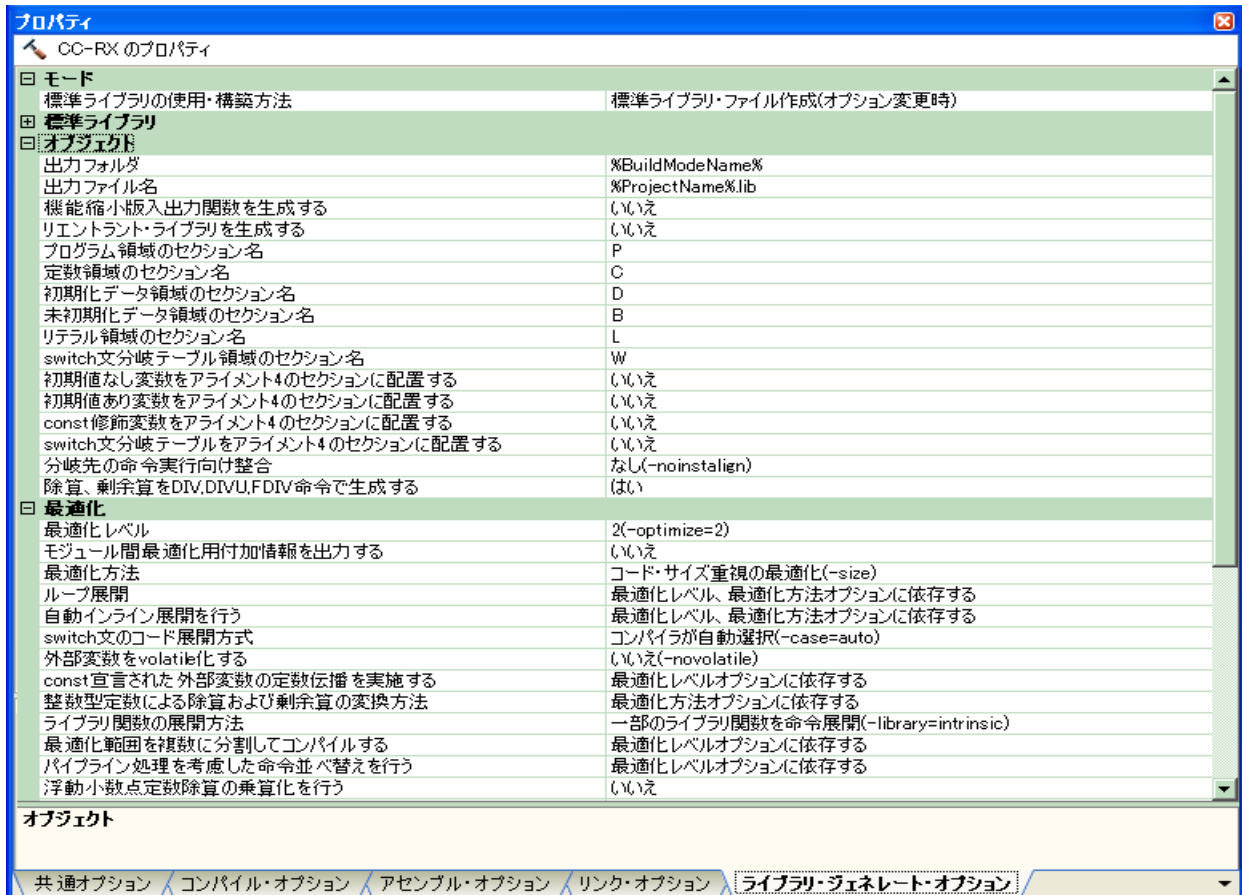 プロパティ
CC-RX のプロパティ
モード
標準ライブラリの使用・構築方法 標準ライブラリ・ファイル作成(オプション変更時)
標準ライブラリ
オブジェクト
出力フォルダ %BuildModeName%
出力ファイル名 %ProjectName%.lib
機能縮小版入出力関数を生成する いいえ
リエントラント・ライブラリを生成する いいえ
プログラム領域のセクション名 P
定数領域のセクション名 C
初期化データ領域のセクション名 D
未初期化データ領域のセクション名 B
リテラル領域のセクション名 L
switch文分岐テーブル領域のセクション名 W
初期値なし変数をアライメント4のセクションに配置する いいえ
初期値あり変数をアライメント4のセクションに配置する いいえ
const修飾変数をアライメント4のセクションに配置する いいえ
switch文分岐テーブルをアライメント4のセクションに配置する いいえ
分岐先の命令実行向け整合 なし(-noinstalign)
除算、剰余算をDIV,DIVU,FDIV命令で生成する はい
最適化
最適化レベル 2(-optimize=2)
モジュール間最適化用付加情報を出力する いいえ
最適化方法 コード・サイズ重視の最適化(-size)
ループ展開 最適化レベル、最適化方法オプションに依存する
自動インライン展開を行う 最適化レベル、最適化方法オプションに依存する
switch文のコード展開方式 コンパイラが自動選択(-case=auto)
外部変数をvolatile化する いいえ(-novolatile)
const宣言された外部変数の定数伝播を実施する 最適化レベルオプションに依存する
整数型定数による除算および剰余算の変換方法 最適化方法オプションに依存する
ライブラリ関数の展開方法 一部のライブラリ関数を命令展開(-library=intrinsic)
最適化範囲を複数に分割してコンパイルする 最適化レベルオプションに依存する
パイプライン処理を考慮した命令並べ替えを行う 最適化レベルオプションに依存する
浮動小数点定数除算の乗算化を行う いいえ
オブジェクト
共通オプション コンパイル・オプション アセンブル・オプション リンク・オプション ライブラリ・ジェネレート・オプション